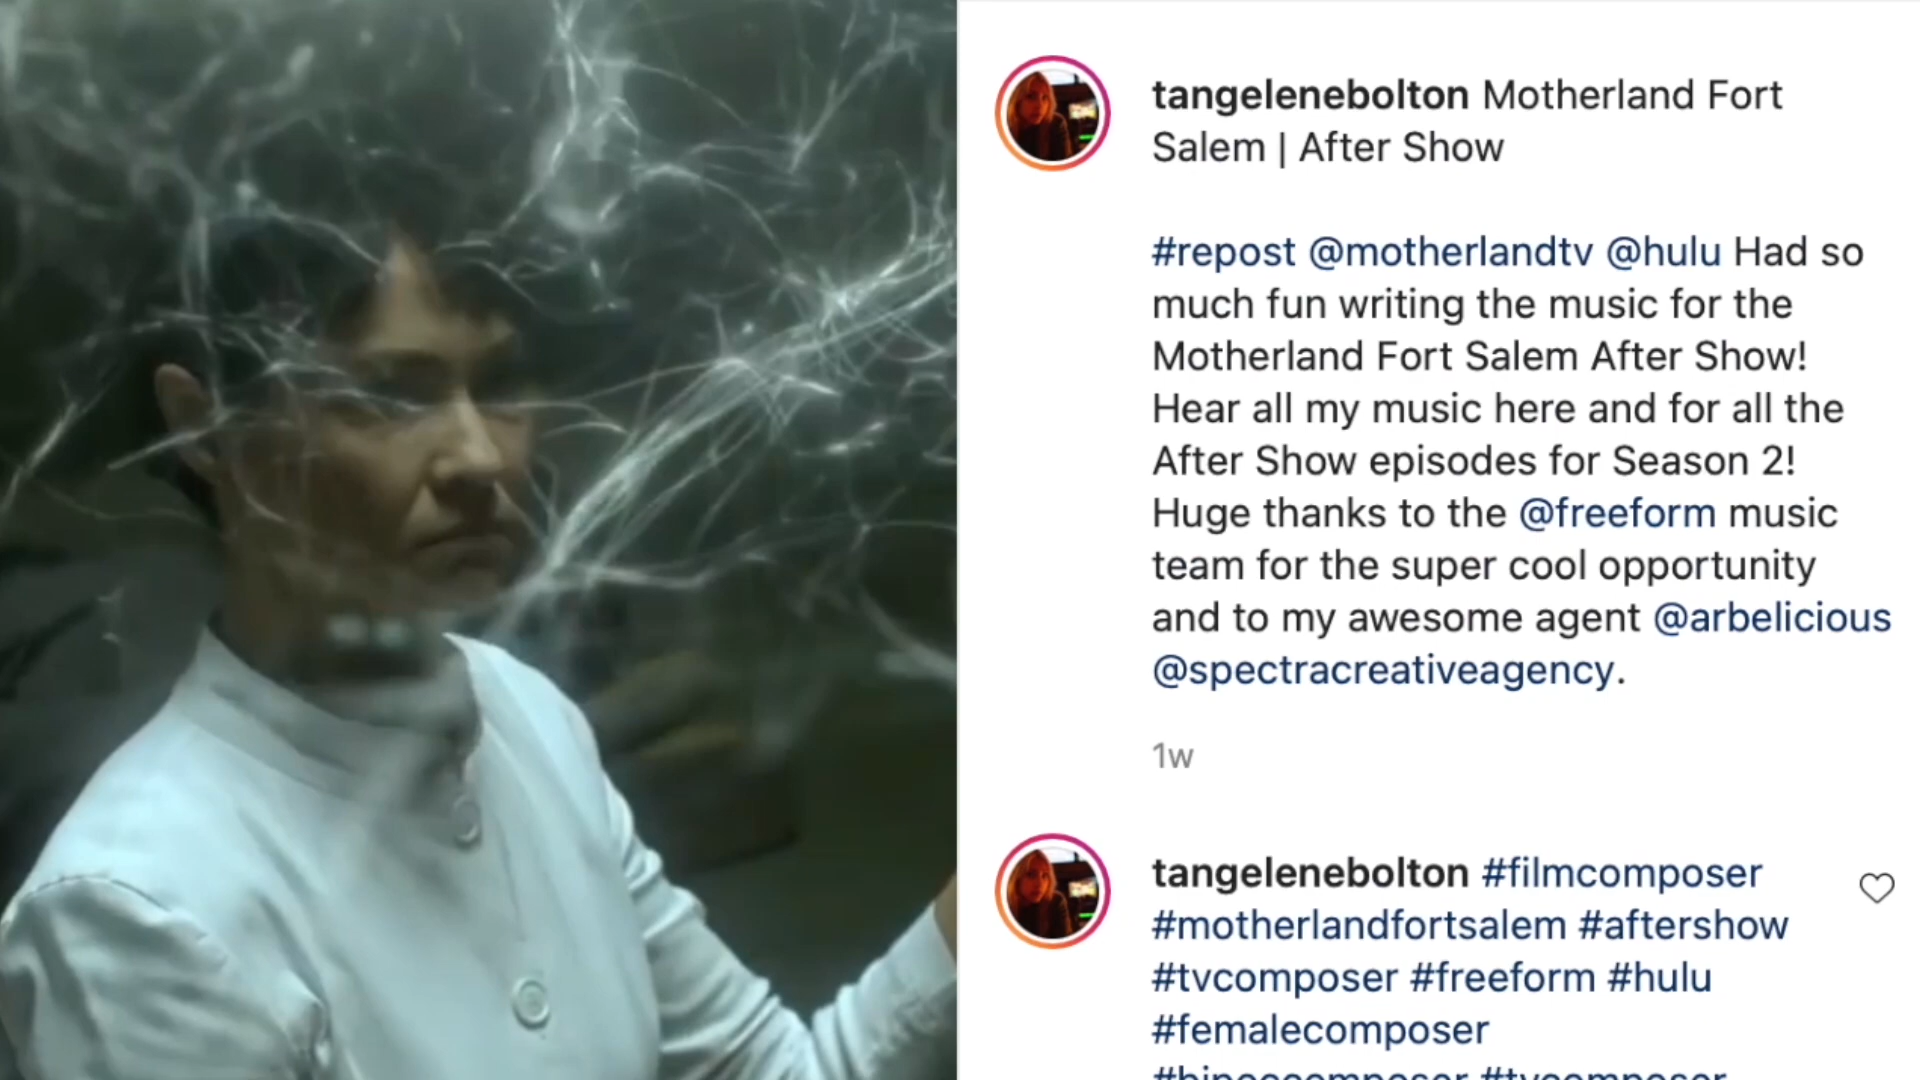 tangelenebolton Motherland Fort
Salem | After Show
#repost @motherlandtv @hulu Had so
much fun writing the music for the
Motherland Fort Salem After Show!
Hear all my music here and for all the
After Show episodes for Season 2!
Huge thanks to the @freeform music
team for the super cool opportunity
and to my awesome agent @arbelicious
@spectracreativeagency.
1w
tangelenebolton #filmcomposer
#motherlandfortsalem #aftershow
#tvcomposer #freeform #hulu
#femalecomposer
#tvcomposer